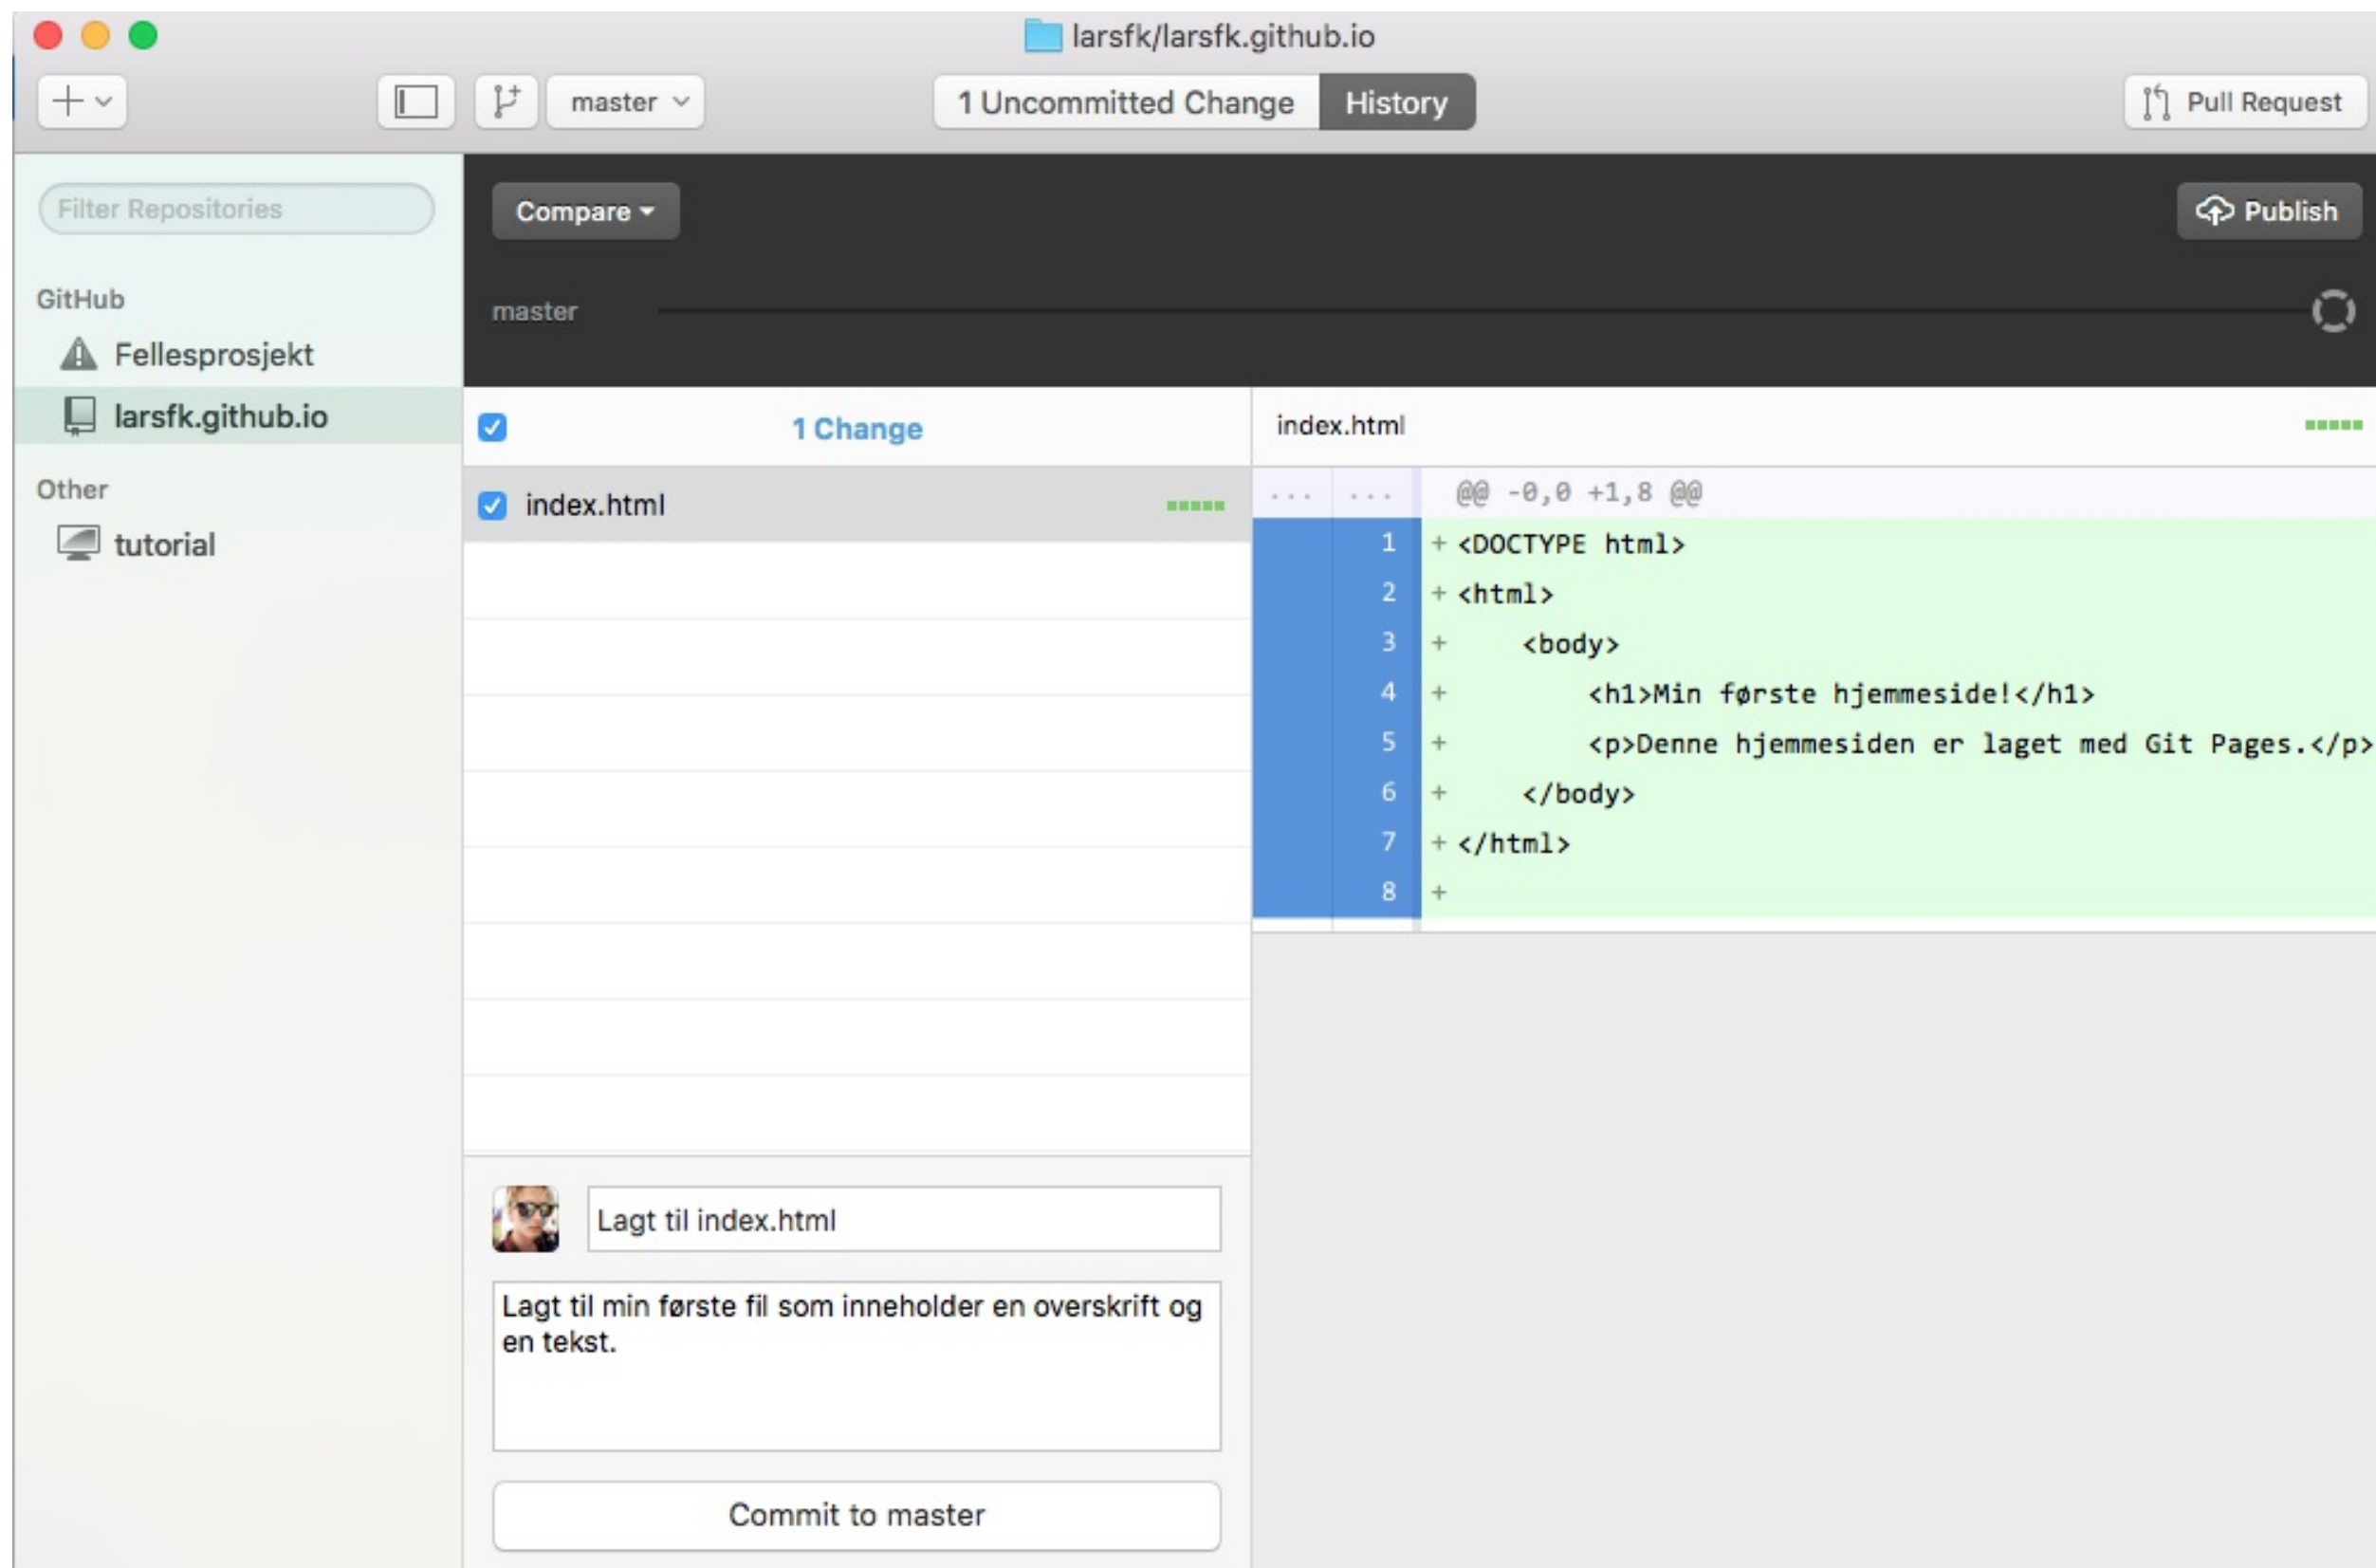 larsfk/larsfk.github.io
master
1 Uncommitted Change
History
Pull Request
Filter Repositories
GitHub
Fellesprosjekt
larsfk.github.io
Other
tutorial
Compare
Publish
master
1 Change
index.html
Lagt til index.html
Lagt til min første fil som inneholder en overskrift og
en tekst.
Commit to master
index.html
... ... @@ -0,0 +1,8 @@
1 + <DOCTYPE html>
2 + <html>
3 + <body>
4 + <h1>Min første hjemmeside!</h1>
5 + <p>Denne hjemmesiden er laget med Git Pages.</p>
6 + </body>
7 + </html>
8 +